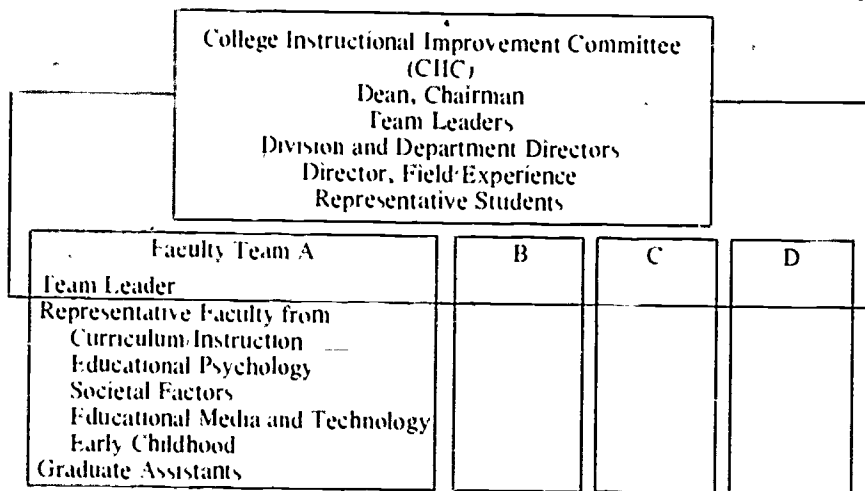 College Instructional Improvement Committee
(CIIC)
Dean, Chairman
Team Leaders
Division and Department Directors
Director, Field Experience
Representative Students
Faculty Team A
Team Leader
Representative Faculty from
Curriculum/Instruction
Educational Psychology
Societal Factors
Educational Media and Technology
Early Childhood
Graduate Assistants
B
C
D